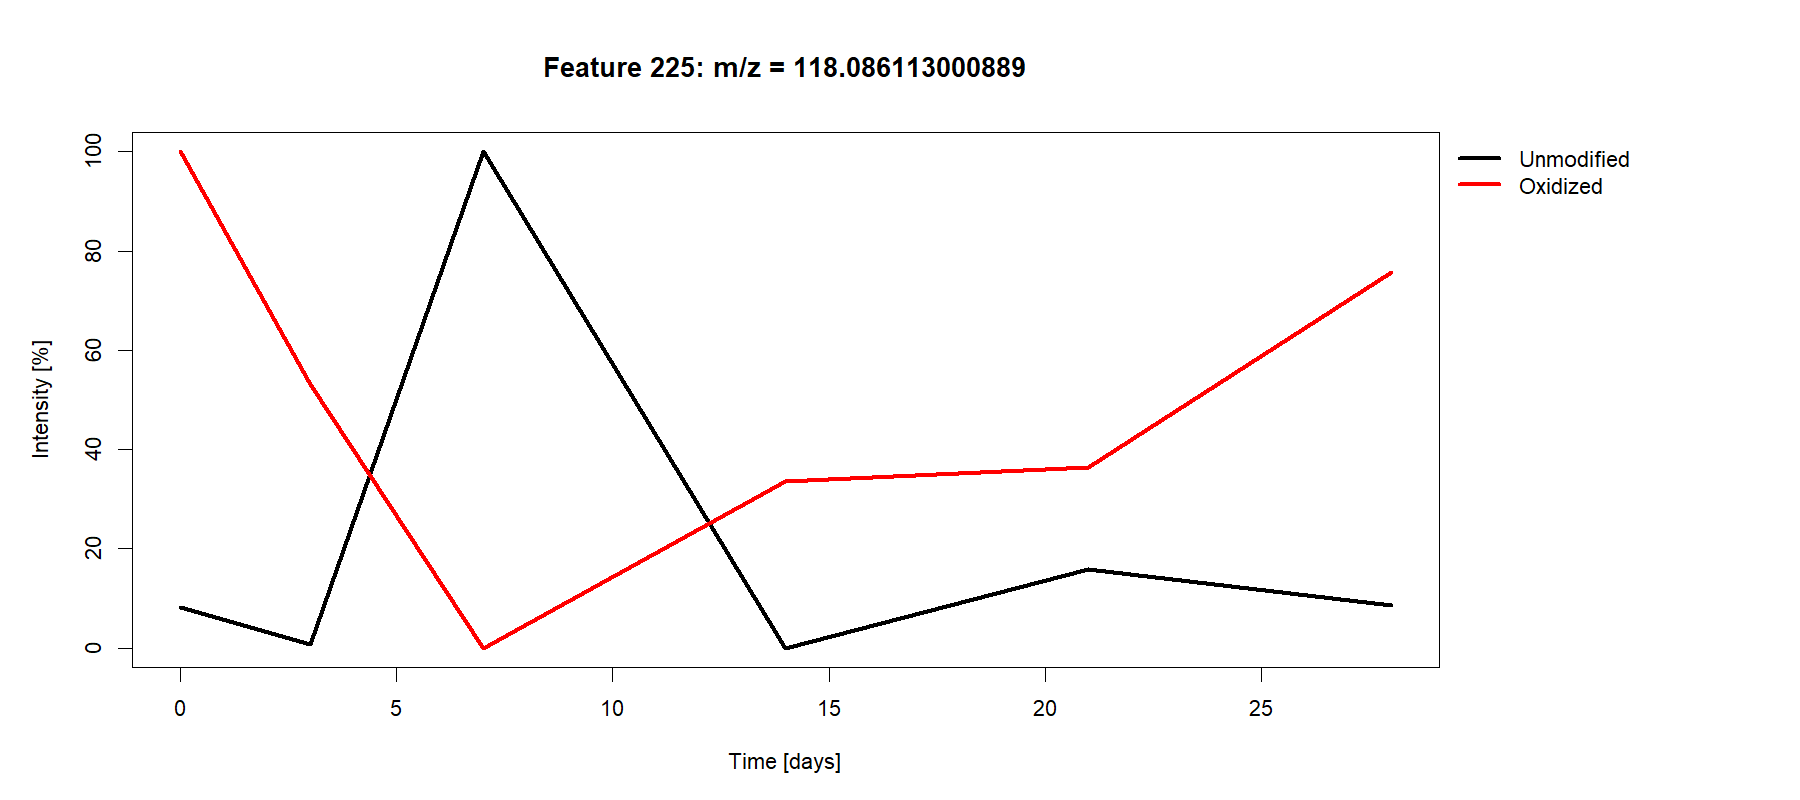 Feature 225: m/z = 118.086113000889
Unmodified
Oxidized
100
80
60
40
20
0
Intensity [%]
0 5 10 15 20 25
Time [days]